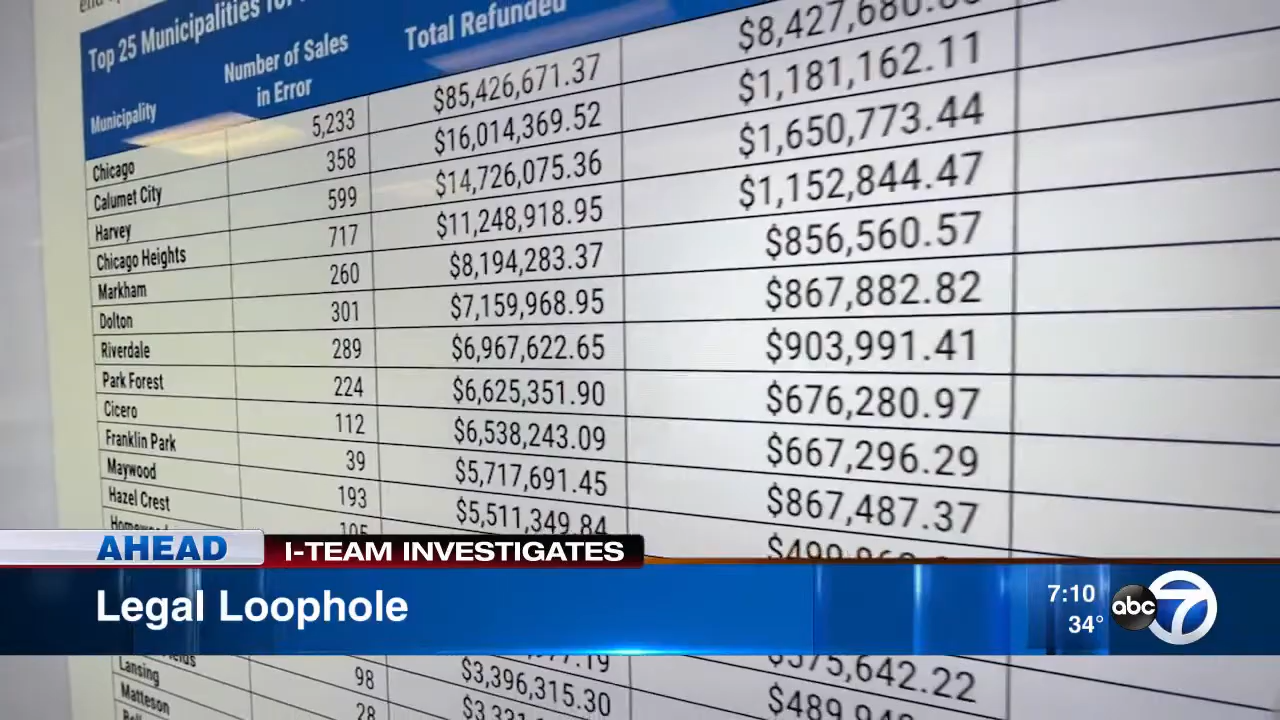 Top 25 Municipalities for
Municipality Number of Sales in Error Total Refunded
Chicago 5,233 $85,426,671.37
Calumet City 358 $16,014,369.52 $1,181,162.11
Harvey 599 $14,726,075.36 $1,650,773.44
Chicago Heights 717 $11,248,918.95 $1,152,844.47
Markham 260 $8,194,283.37 $856,560.57
Dolton 301 $7,159,968.95 $867,882.82
Riverdale 289 $6,967,622.65 $903,991.41
Park Forest 224 $6,625,351.90 $676,280.97
Cicero 112 $6,538,243.09 $667,296.29
Franklin Park 39 $5,717,691.45 $867,487.37
Maywood 193 $5,511,349.84
Hazel Crest 105
AHEAD I-TEAM INVESTIGATES
Legal Loophole
7:10
34°
abc 7
Lansing 98 $3,396,315.30
Matteson 28